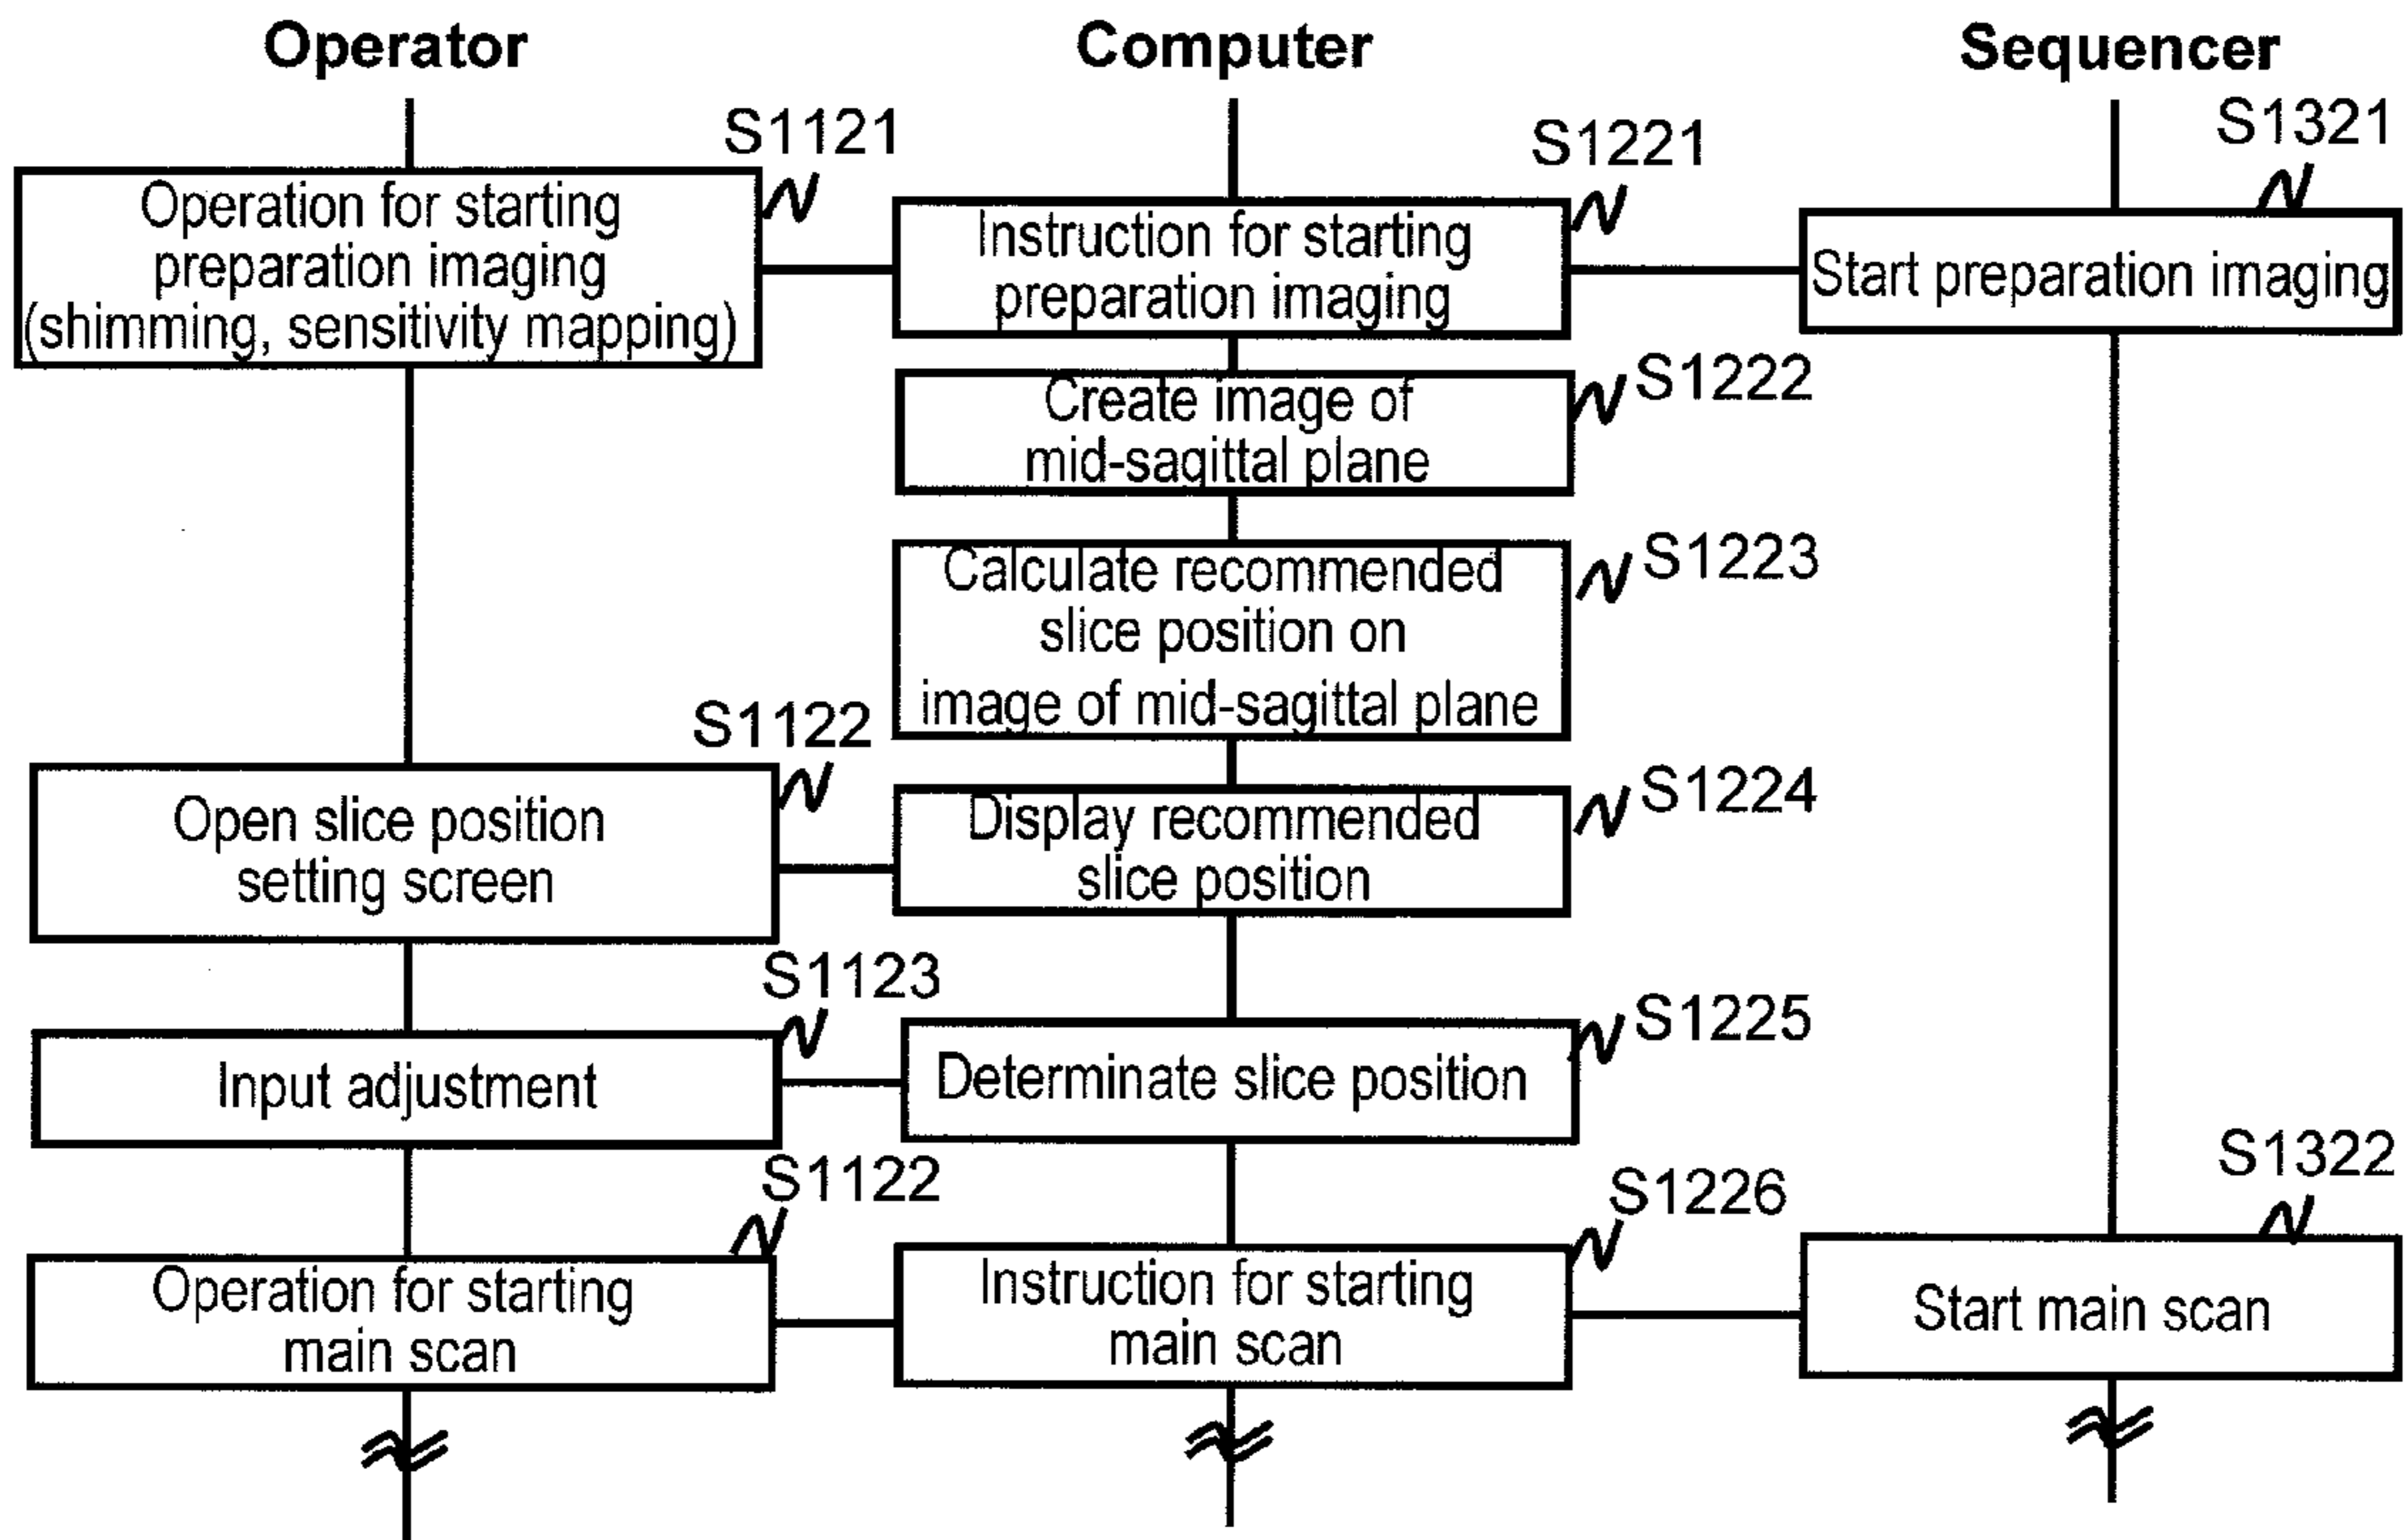 Operator
Computer
Sequencer
S1121
S1221
S1321
Operation for starting
preparation imaging
(shimming, sensitivity mapping)
Instruction for starting
preparation imaging
Start preparation imaging
S1222
Create image of
mid-sagittal plane
S1223
Calculate recommended
slice position on
image of mid-sagittal plane
S1122
Open slice position
setting screen
S1224
Display recommended
slice position
S1123
Input adjustment
S1225
Determinate slice position
S1122
Operation for starting
main scan
S1226
Instruction for starting
main scan
S1322
Start main scan